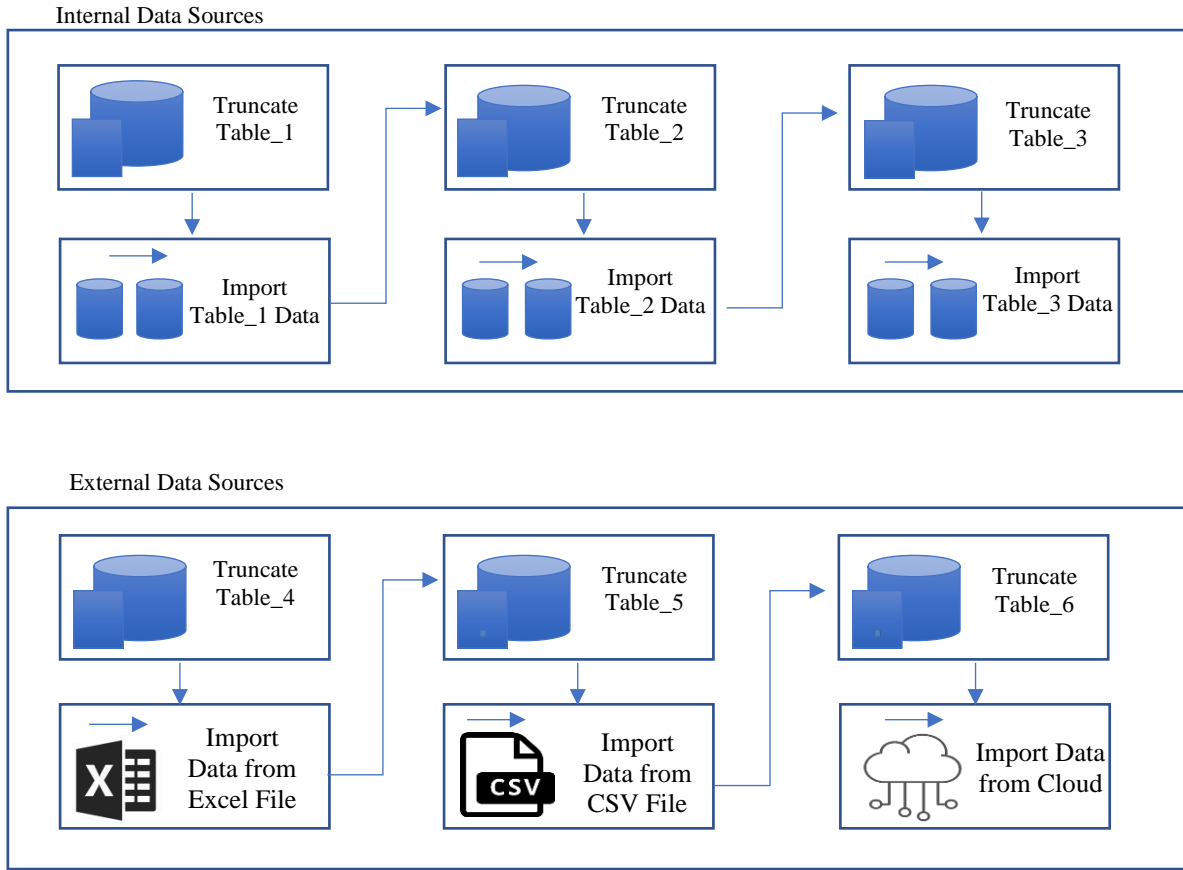 Internal Data Sources
Truncate
Table_1
Truncate
Table_2
Truncate
Table_3
Import
Table_1 Data
Import
Table_2 Data
Import
Table_3 Data
External Data Sources
Truncate
Table_4
Truncate
Table_5
Truncate
Table_6
X
Import
Data from
Excel File
CSV
Import
Data from
CSV File
Import Data
from Cloud